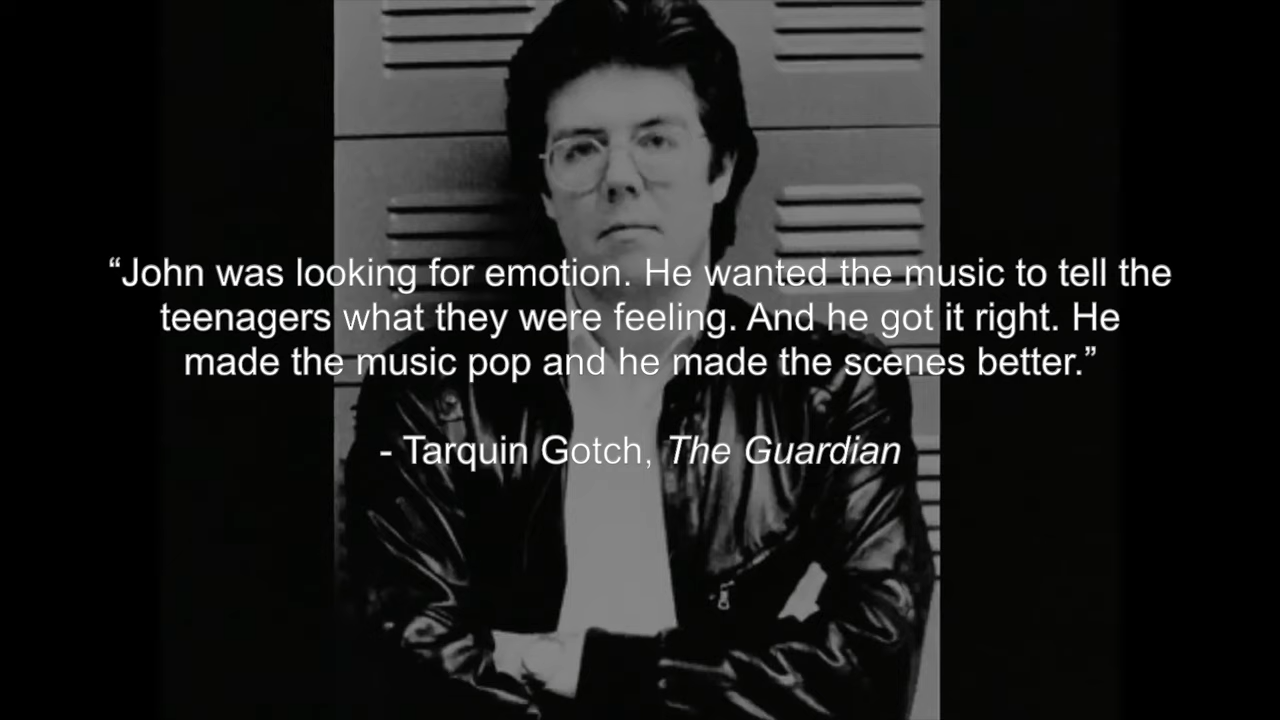 “John was looking for emotion. He wanted the music to tell the
teenagers what they were feeling. And he got it right. He
made the music pop and he made the scenes better.”
- Tarquin Gotch, The Guardian